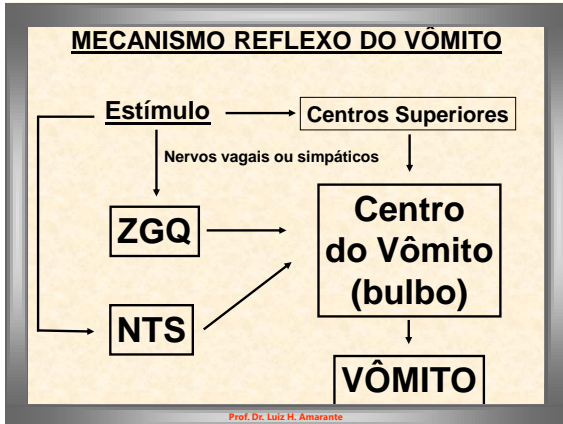 MECANISMO REFLEXO DO VÔMITO
Estímulo
Centros Superiores
Nervos vagais ou simpáticos
ZGQ
Centro
do Vômito
(bulbo)
NTS
VÔMITO
Prof. Dr. Luiz H. Amarante